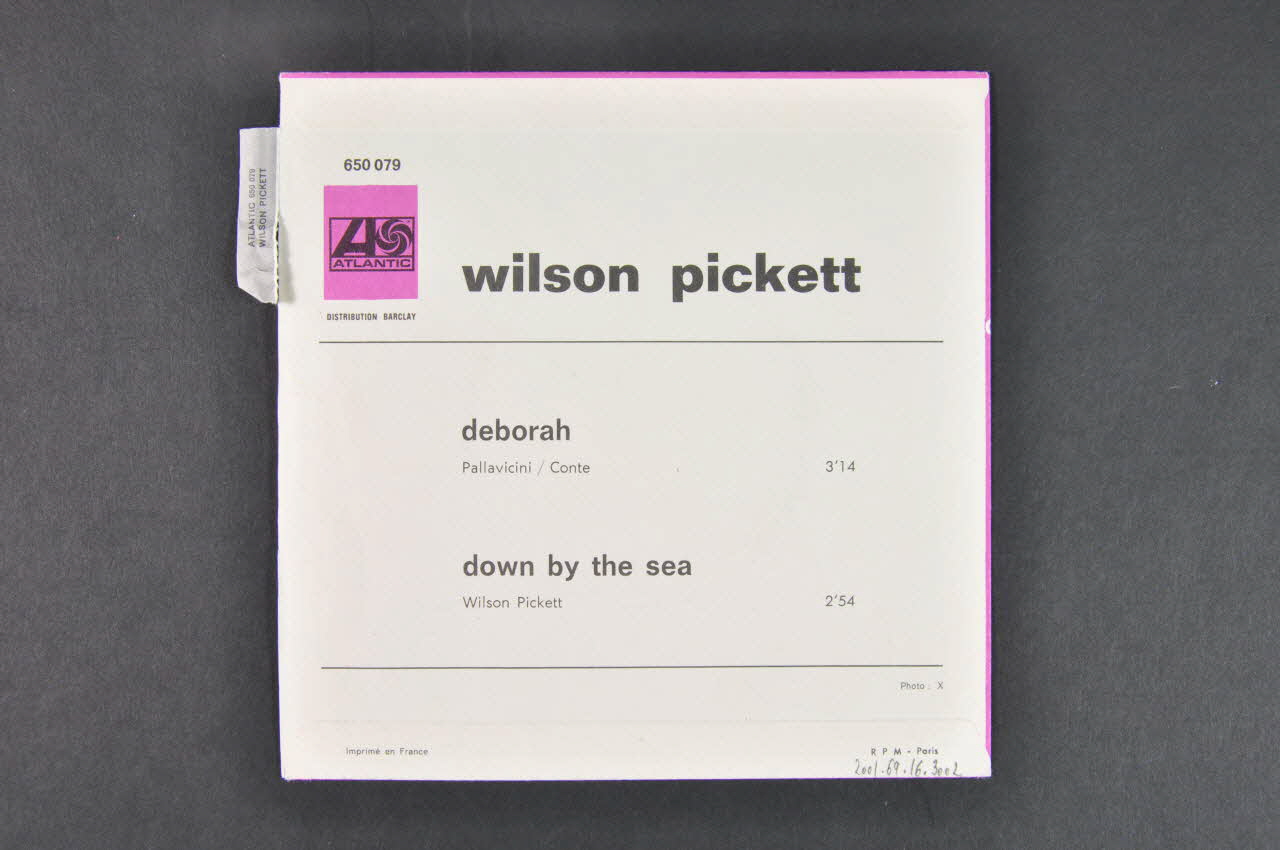 650 079
ATLANTIC 650 079
WILSON PICKETT
ATLANTIC
DISTRIBUTION BARCLAY
wilson pickett
deborah
Pallavicini / Conte 3'14
down by the sea
Wilson Pickett 2'54
Photo : X
Imprimé en France
R P M - Paris
2001.69.16.3002